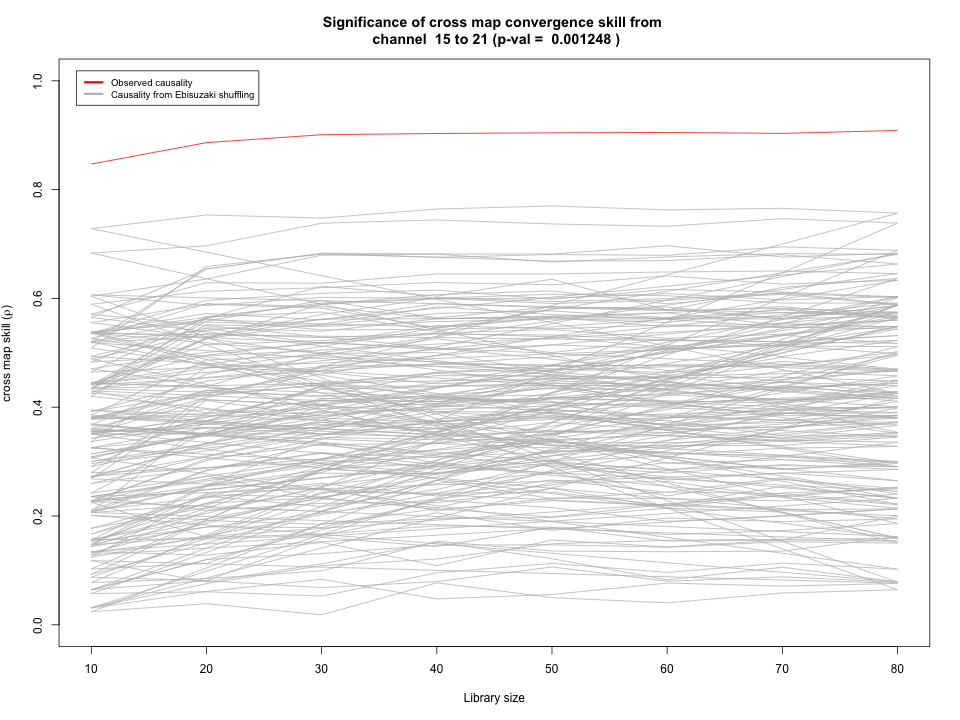 Significance of cross map convergence skill from
channel  15 to 21 (p-val =  0.001248 )
Observed causality
Causality from Ebisuzaki shuffling
cross map skill (ρ)
1.0
0.8
0.6
0.4
0.2
0.0
10 20 30 40 50 60 70 80
Library size